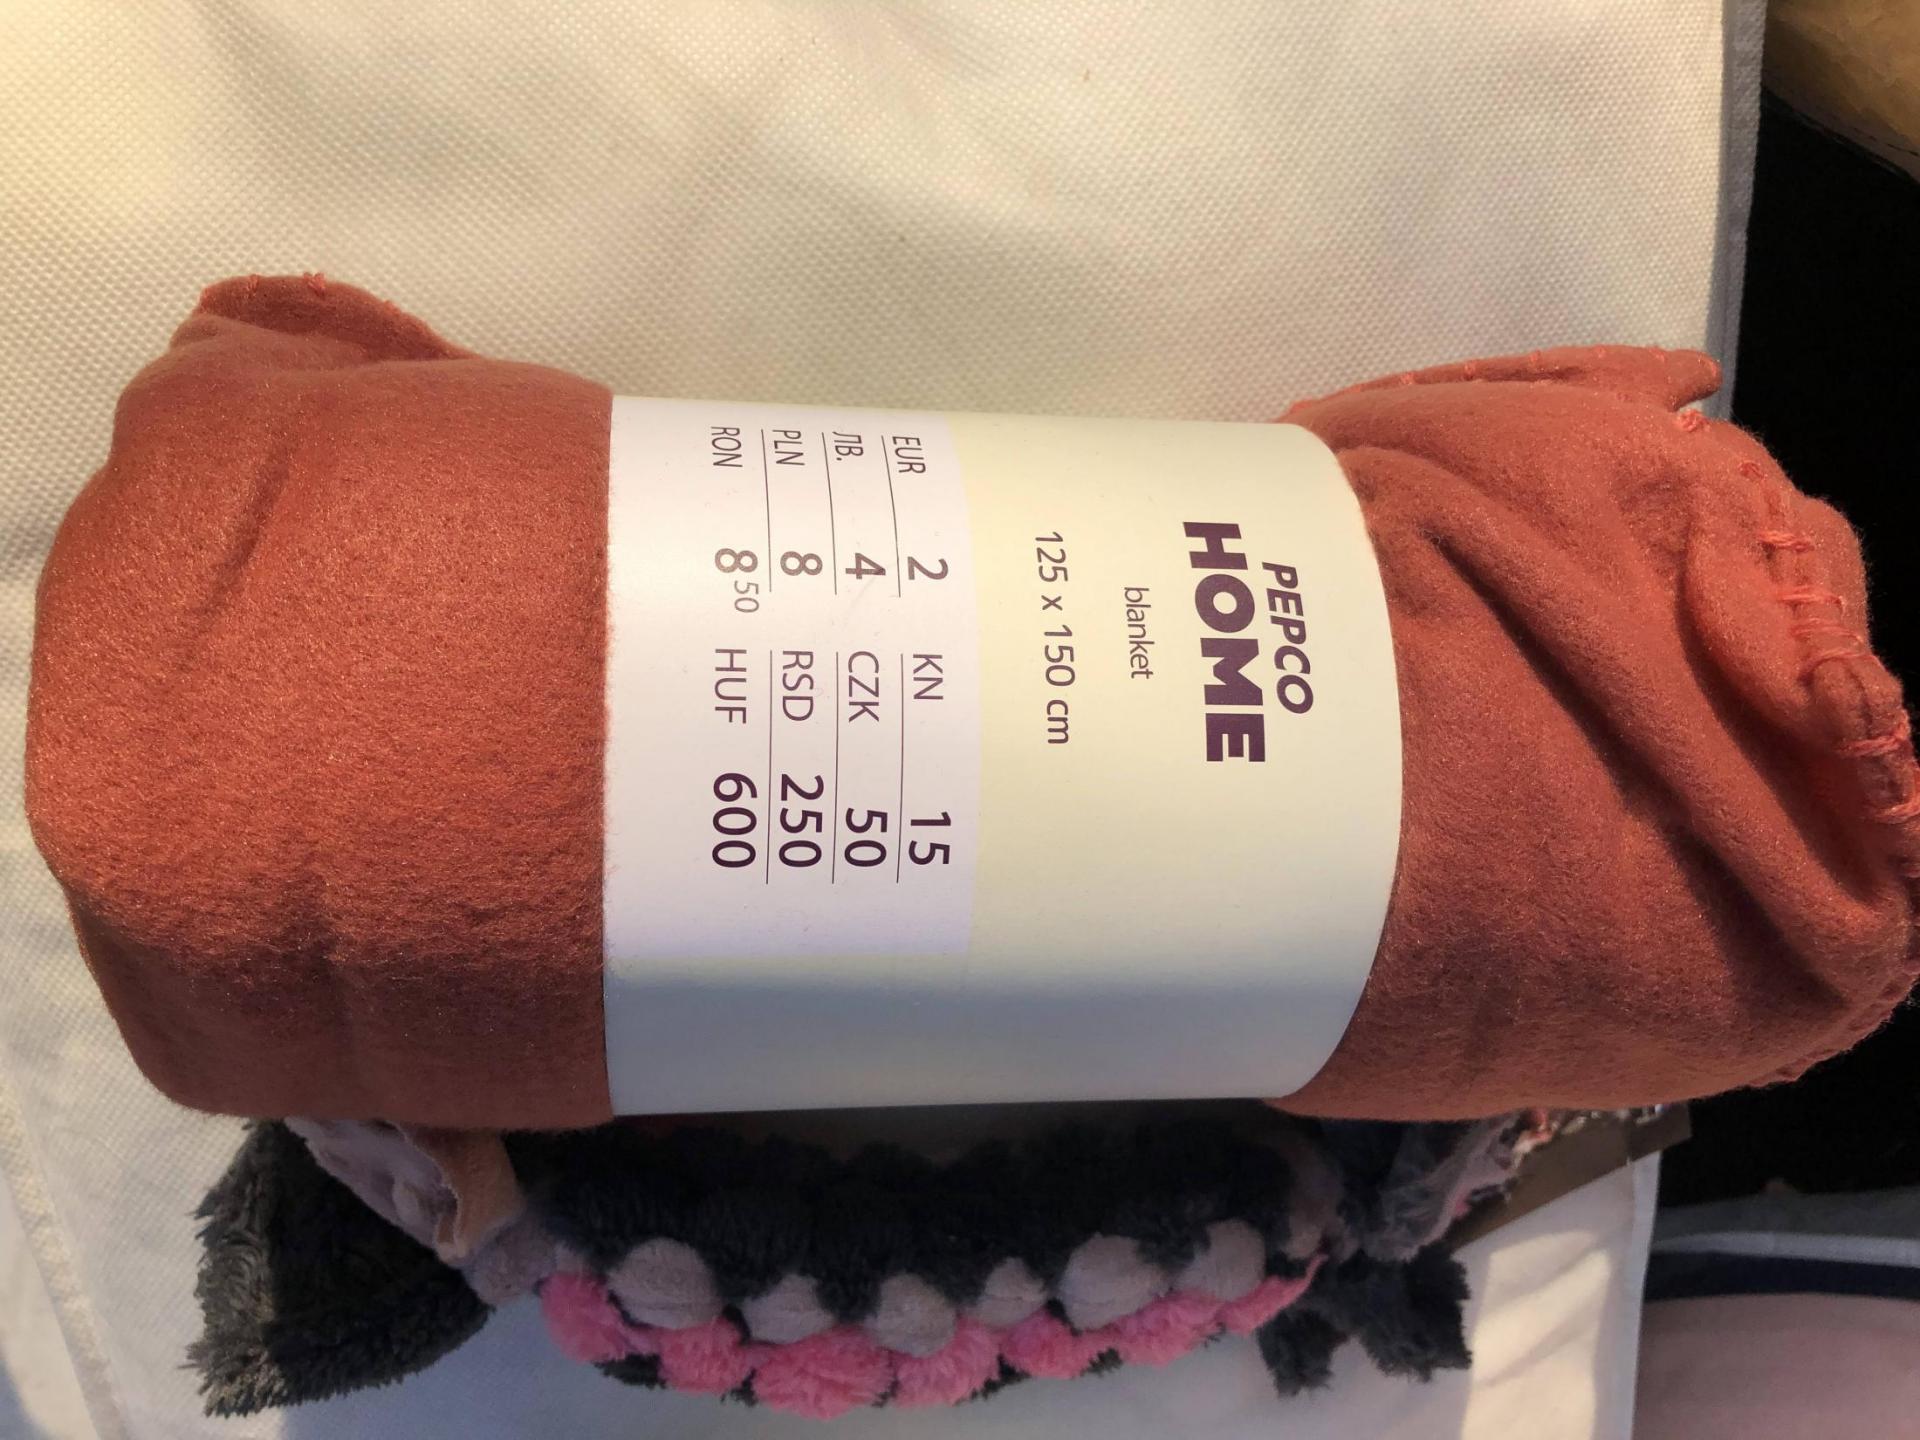 PEPCO
HOME
blanket
125 x 150 cm
EUR 2 KN 15
ЛВ. 4 CZK 50
PLN 8 RSD 250
RON 8 50 HUF 600